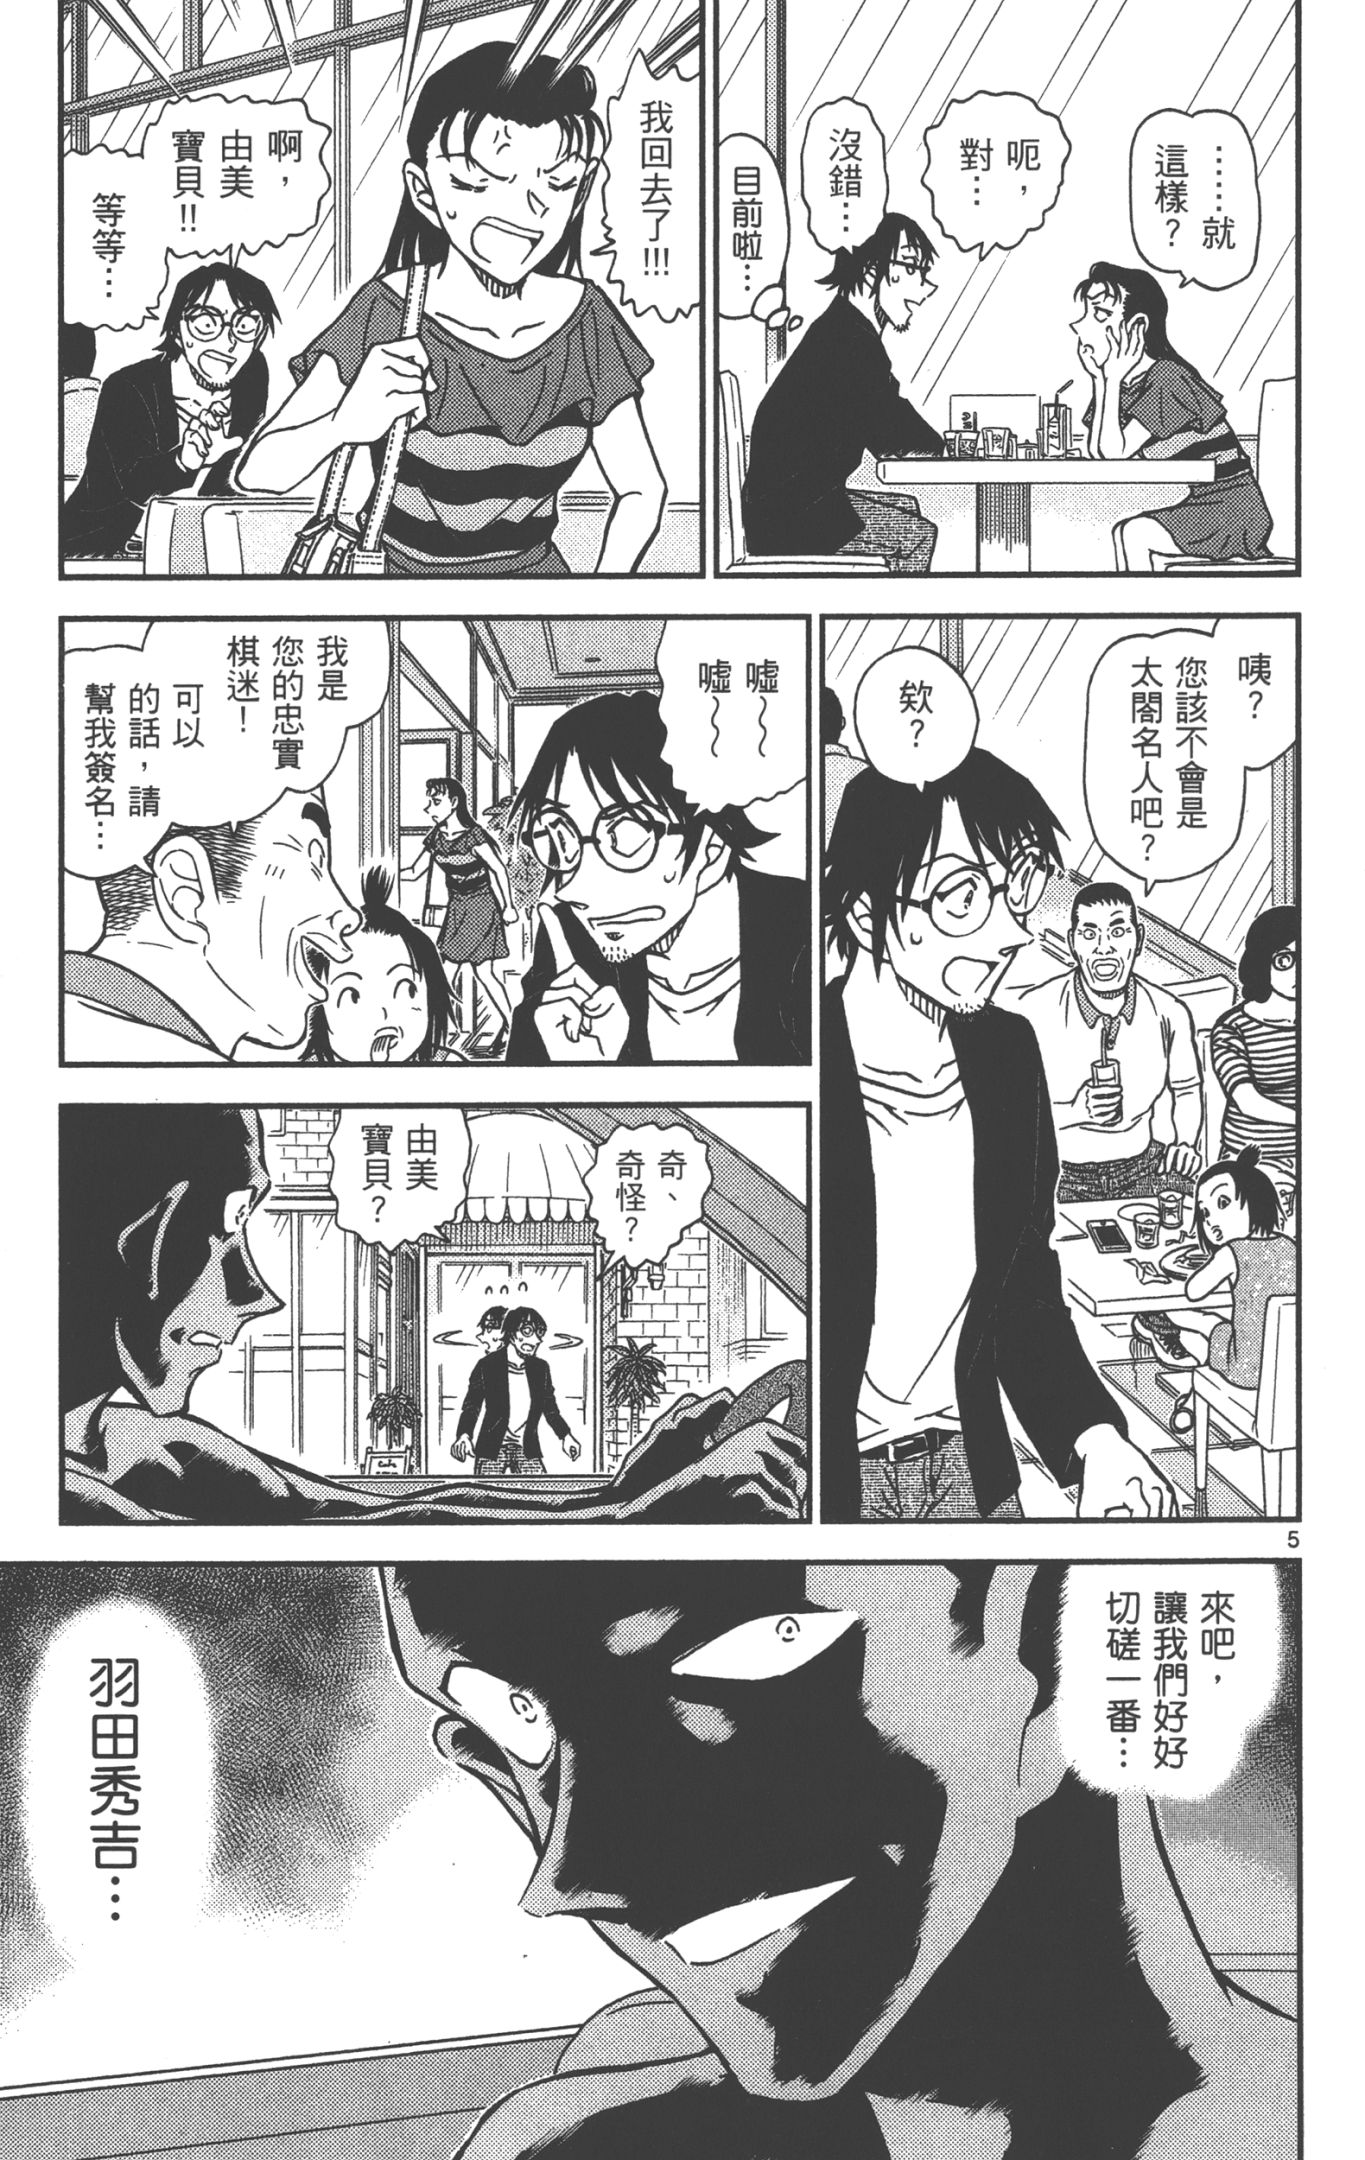 ……就
這樣？
呃，
對…
沒錯…
目前啦…
我回去了!!!
啊，
由美
寶貝!!
等等…
咦？
您該不會是
太閤名人吧？
欸？
噓～
噓～
我是
您的忠實
棋迷！
可以
的話，請
幫我簽名…
奇、
奇怪？
由美
寶貝？
Cafe
5
來吧，
讓我們好好
切磋一番…
羽田秀吉…